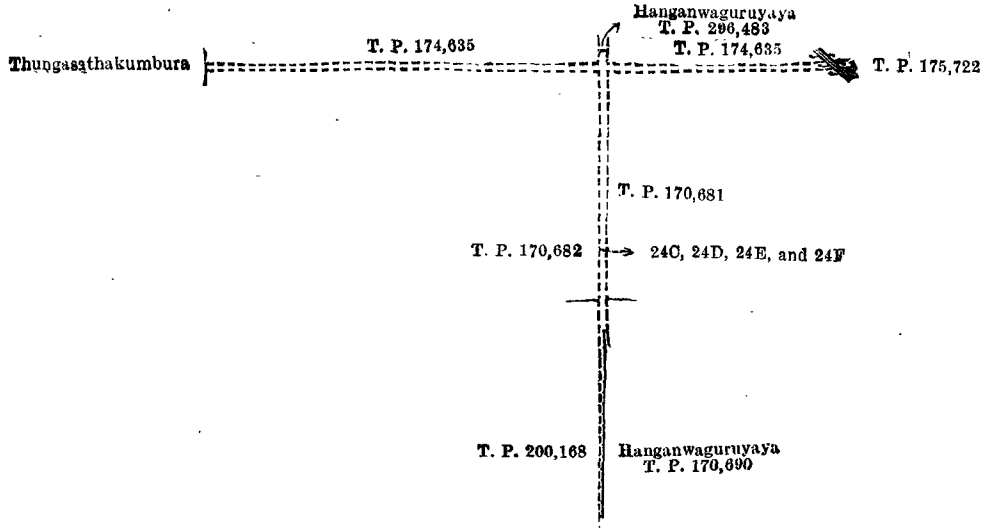 Hanganwaguruyaya
T. P. 296,483
T. P. 174,635
T. P. 174,635
Thungasithakumbura
T. P. 175,722
T. P. 170,681
T. P. 170,682
24C, 24D, 24E, and 24F
T. P. 200,168
Hanganwaguruyaya
T. P. 170,690